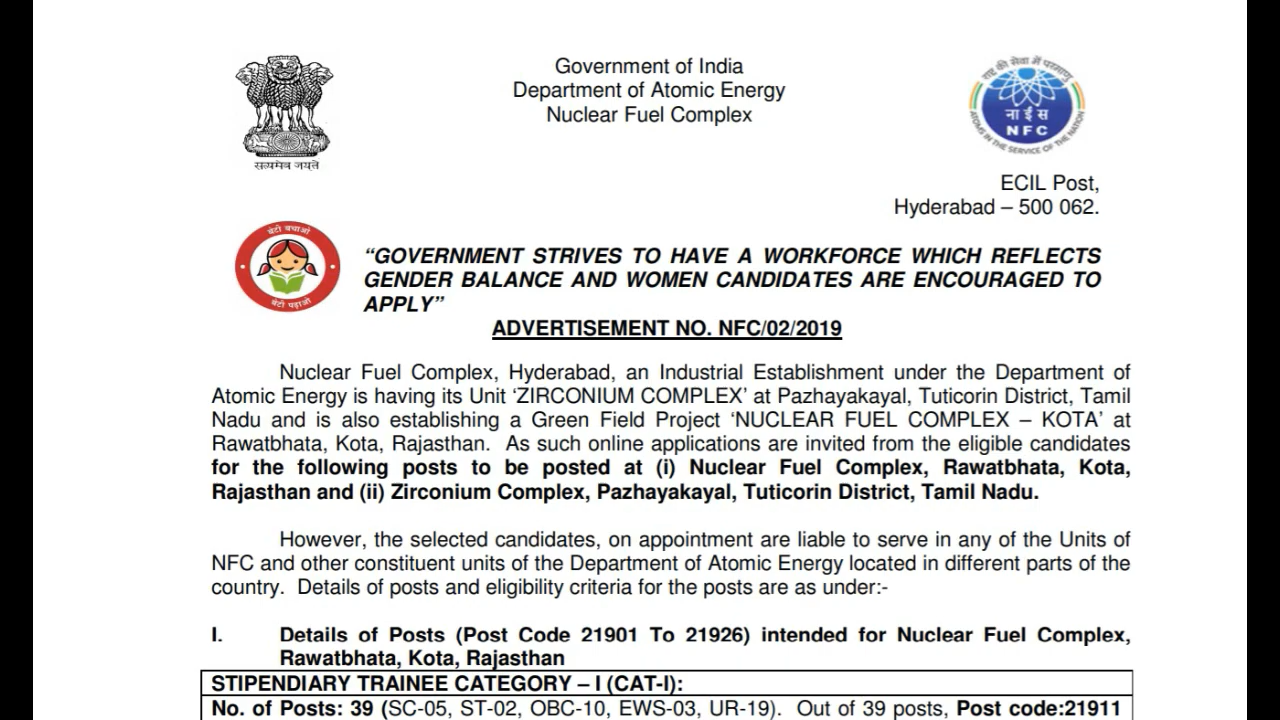 Government of India
Department of Atomic Energy
Nuclear Fuel Complex
सत्यमेव जयते
राष्ट्र की सेवा में परमाणु
ना ई स
NFC
ATOMS IN THE SERVICE OF THE NATION
ECIL Post,
Hyderabad – 500 062.
बेटी बचाओ
बेटी पढ़ाओ
“GOVERNMENT STRIVES TO HAVE A WORKFORCE WHICH REFLECTS
GENDER BALANCE AND WOMEN CANDIDATES ARE ENCOURAGED TO
APPLY”
ADVERTISEMENT NO. NFC/02/2019
Nuclear Fuel Complex, Hyderabad, an Industrial Establishment under the Department of
Atomic Energy is having its Unit ‘ZIRCONIUM COMPLEX’ at Pazhayakayal, Tuticorin District, Tamil
Nadu and is also establishing a Green Field Project ‘NUCLEAR FUEL COMPLEX – KOTA’ at
Rawatbhata, Kota, Rajasthan. As such online applications are invited from the eligible candidates
for the following posts to be posted at (i) Nuclear Fuel Complex, Rawatbhata, Kota,
Rajasthan and (ii) Zirconium Complex, Pazhayakayal, Tuticorin District, Tamil Nadu.
However, the selected candidates, on appointment are liable to serve in any of the Units of
NFC and other constituent units of the Department of Atomic Energy located in different parts of the
country. Details of posts and eligibility criteria for the posts are as under:-
I. Details of Posts (Post Code 21901 To 21926) intended for Nuclear Fuel Complex,
Rawatbhata, Kota, Rajasthan
STIPENDIARY TRAINEE CATEGORY – I (CAT-I):
No. of Posts: 39 (SC-05, ST-02, OBC-10, EWS-03, UR-19). Out of 39 posts, Post code:21911